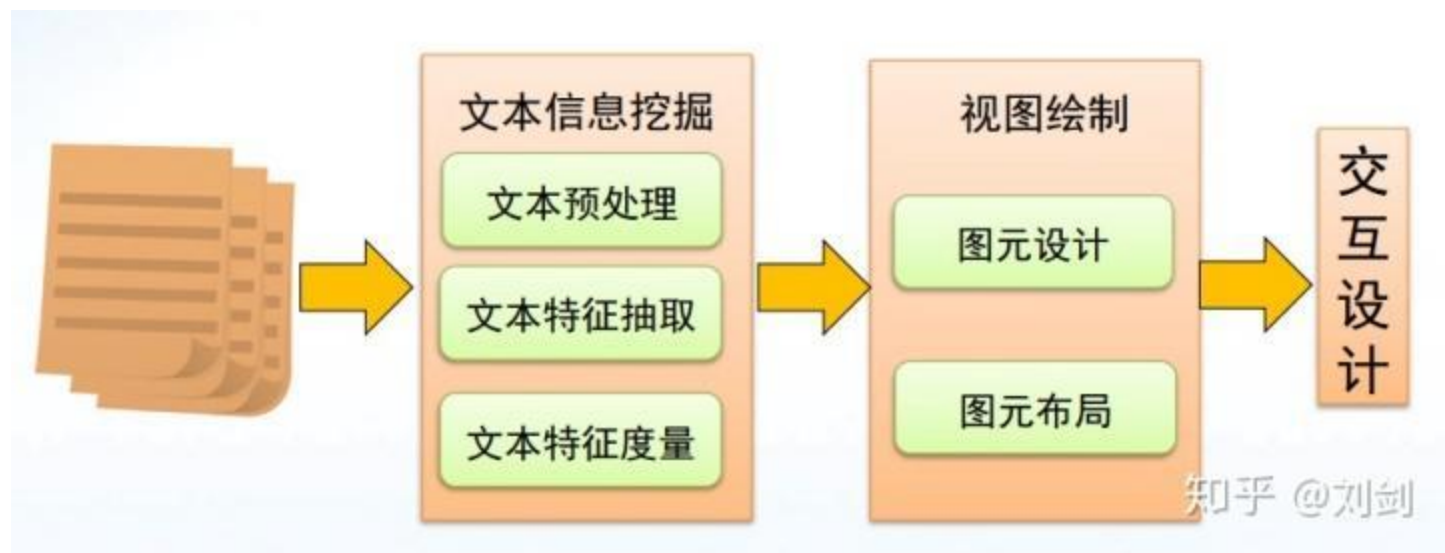 文本信息挖掘
文本预处理
文本特征抽取
文本特征度量
视图绘制
图元设计
图元布局
交
互
设
计
知乎 @刘剑